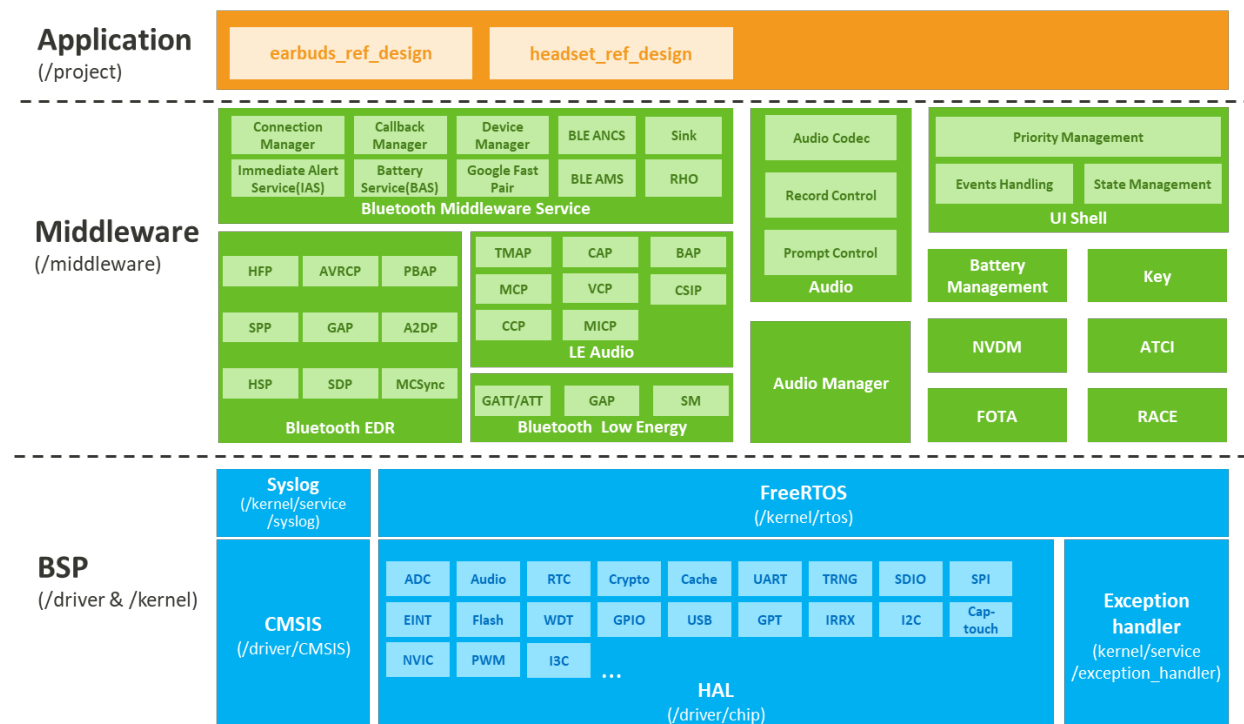 Application
(/project)
earbuds_ref_design
headset_ref_design
Middleware
(/middleware)
Connection
Manager
Callback
Manager
Device
Manager
BLE ANCS
Sink
Immediate Alert
Service(IAS)
Battery
Service(BAS)
Google Fast
Pair
BLE AMS
RHO
Bluetooth Middleware Service
HFP
AVRCP
PBAP
SPP
GAP
A2DP
HSP
SDP
MCSync
Bluetooth EDR
TMAP
CAP
BAP
MCP
VCP
CSIP
CCP
MICP
LE Audio
GATT/ATT
GAP
SM
Bluetooth Low Energy
Audio Codec
Record Control
Prompt Control
Audio
Audio Manager
Priority Management
Events Handling
State Management
UI Shell
Battery
Management
Key
NVDM
ATCI
FOTA
RACE
BSP
(/driver & /kernel)
Syslog
(/kernel/service
/syslog)
FreeRTOS
(/kernel/rtos)
CMSIS
(/driver/CMSIS)
ADC
Audio
RTC
Crypto
Cache
UART
TRNG
SDIO
SPI
EINT
Flash
WDT
GPIO
USB
GPT
IRRX
I2C
Cap-
touch
NVIC
PWM
I3C
...
HAL
(/driver/chip)
Exception
handler
(kernel/service
/exception_handler)